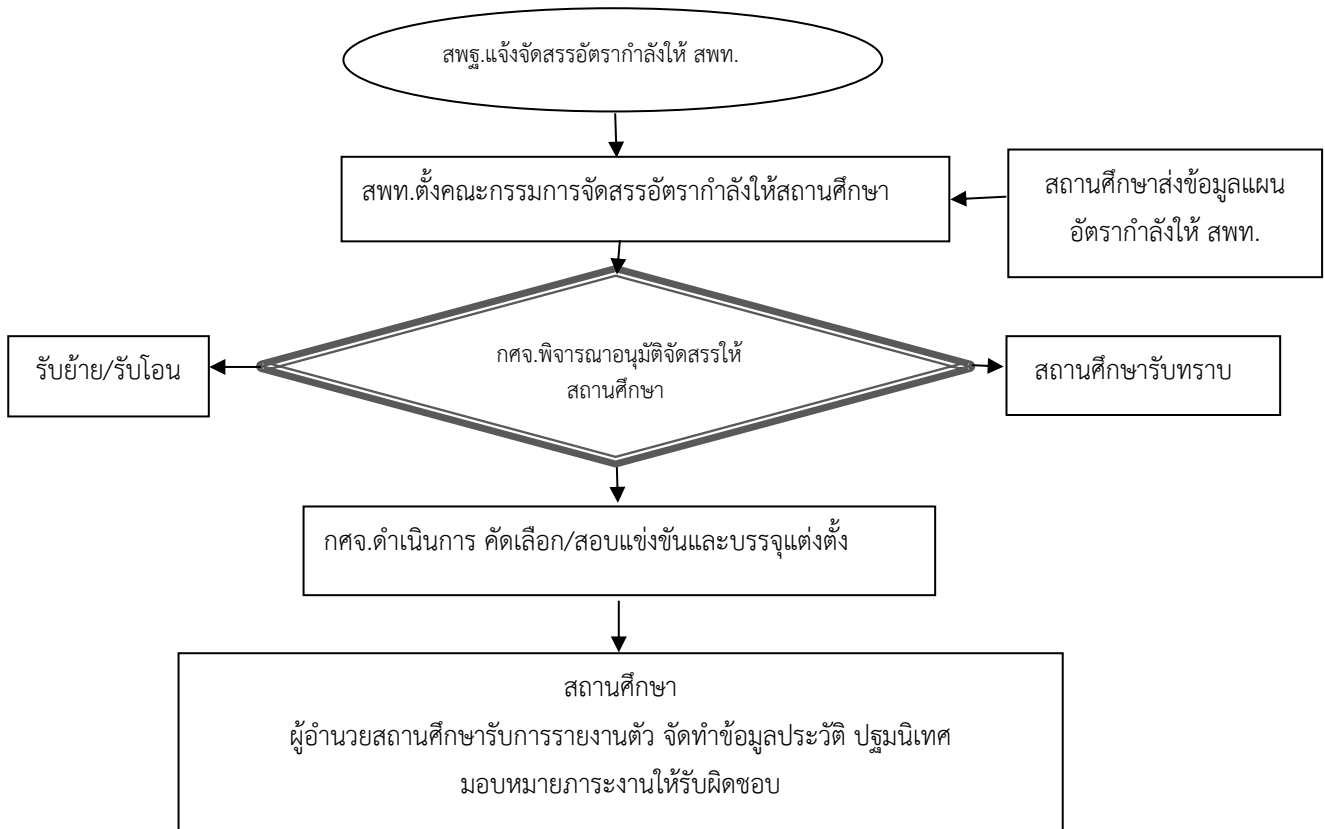 สพฐ.แจ้งจัดสรรอัตรากำลังให้ สพท.
สพท.ตั้งคณะกรรมการจัดสรรอัตรากำลังให้สถานศึกษา
สถานศึกษาส่งข้อมูลแผน
อัตรากำลังให้ สพท.
รับย้าย/รับโอน
กศจ.พิจารณาอนุมัติจัดสรรให้
สถานศึกษา
สถานศึกษารับทราบ
กศจ.ดำเนินการ คัดเลือก/สอบแข่งขันและบรรจุแต่งตั้ง
สถานศึกษา
ผู้อำนวยสถานศึกษารับการรายงานตัว จัดทำข้อมูลประวัติ ปฐมนิเทศ
มอบหมายภาระงานให้รับผิดชอบ